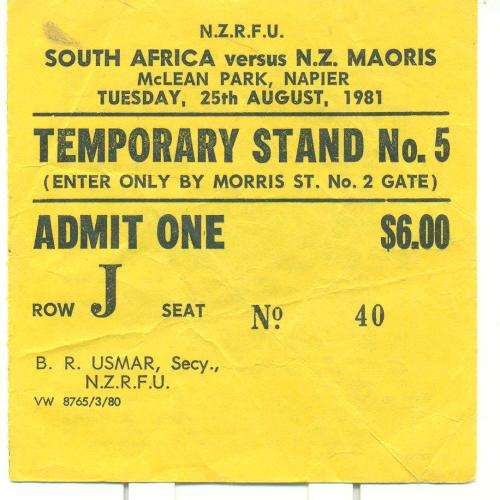 N.Z.R.F.U.
SOUTH AFRICA versus N.Z. MAORIS
McLEAN PARK, NAPIER
TUESDAY, 25th AUGUST, 1981
TEMPORARY STAND No. 5
(ENTER ONLY BY MORRIS ST. No. 2 GATE)
ADMIT ONE $6.00
ROW J SEAT Nº 40
B. R. USMAR, Secy.,
N.Z.R.F.U.
VW 8765/3/80